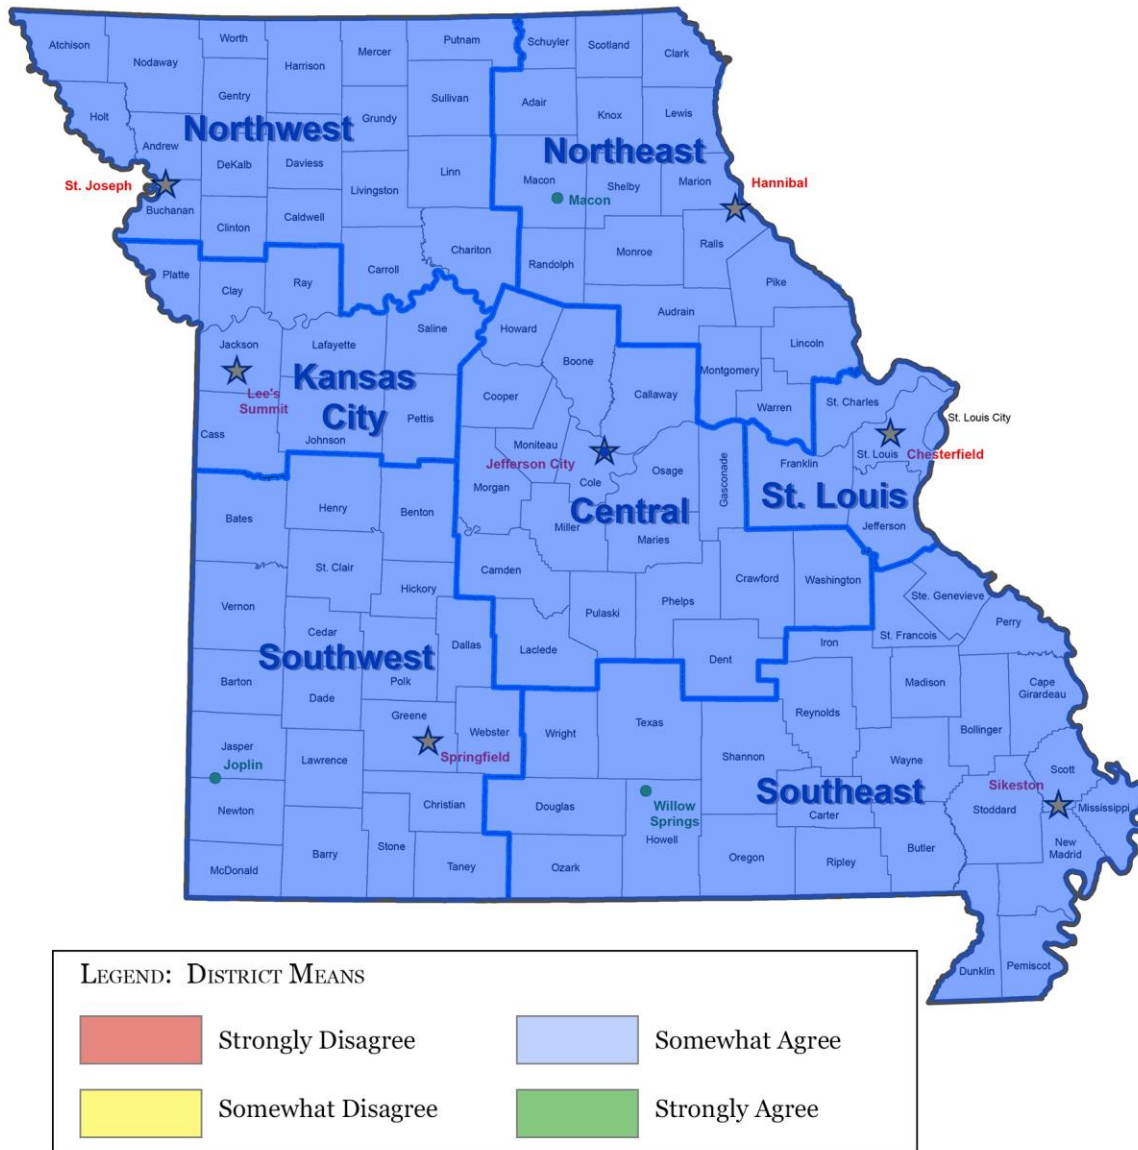 Atchison
Nodaway
Worth
Harrison
Mercer
Putnam
Schuyler
Scotland
Clark
Holt
Gentry
Sullivan
Adair
Knox
Lewis
Andrew
Grundy
Northwest
Northeast
DeKalb
Daviess
Linn
Macon
Shelby
Marion
Hannibal
St. Joseph
Livingston
Macon
Buchanan
Clinton
Caldwell
Chariton
Monroe
Ralls
Carroll
Randolph
Platte
Clay
Ray
Pike
Saline
Audrain
Howard
Jackson
Lafayette
Boone
Lincoln
Kansas
City
Lee's
Summit
Cooper
Callaway
Montgomery
Warren
St. Charles
St. Louis City
Cass
Johnson
Pettis
Moniteau
Jefferson City
Cole
Osage
Gasconade
Franklin
St. Louis
Chesterfield
Morgan
Central
St. Louis
Bates
Henry
Benton
Miller
Maries
Jefferson
St. Clair
Camden
Crawford
Washington
Hickory
Pulaski
Phelps
Ste. Genevieve
Vernon
Cedar
Dallas
Laclede
Dent
Iron
St. Francois
Perry
Southwest
Barton
Dade
Polk
Madison
Cape
Girardeau
Greene
Webster
Wright
Texas
Reynolds
Bollinger
Jasper
Joplin
Lawrence
Springfield
Shannon
Wayne
Scott
Southeast
Sikeston
Newton
Christian
Douglas
Willow
Springs
Howell
Carter
Stoddard
Mississippi
McDonald
Barry
Stone
Taney
Ozark
Oregon
Ripley
Butler
New
Madrid
Dunklin
Pemiscot
LEGEND: DISTRICT MEANS
Strongly Disagree
Somewhat Agree
Somewhat Disagree
Strongly Agree